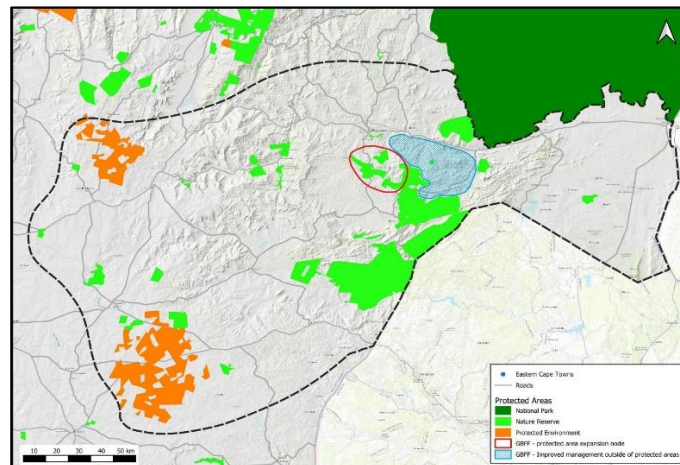 Eastern Cape Towns
Roads
Protected Areas
National Park
Nature Reserve
Protected Environment
GBFF - protected area expansion node
GBFF - Improved management outside of protected areas
10 20 30 40 50 km